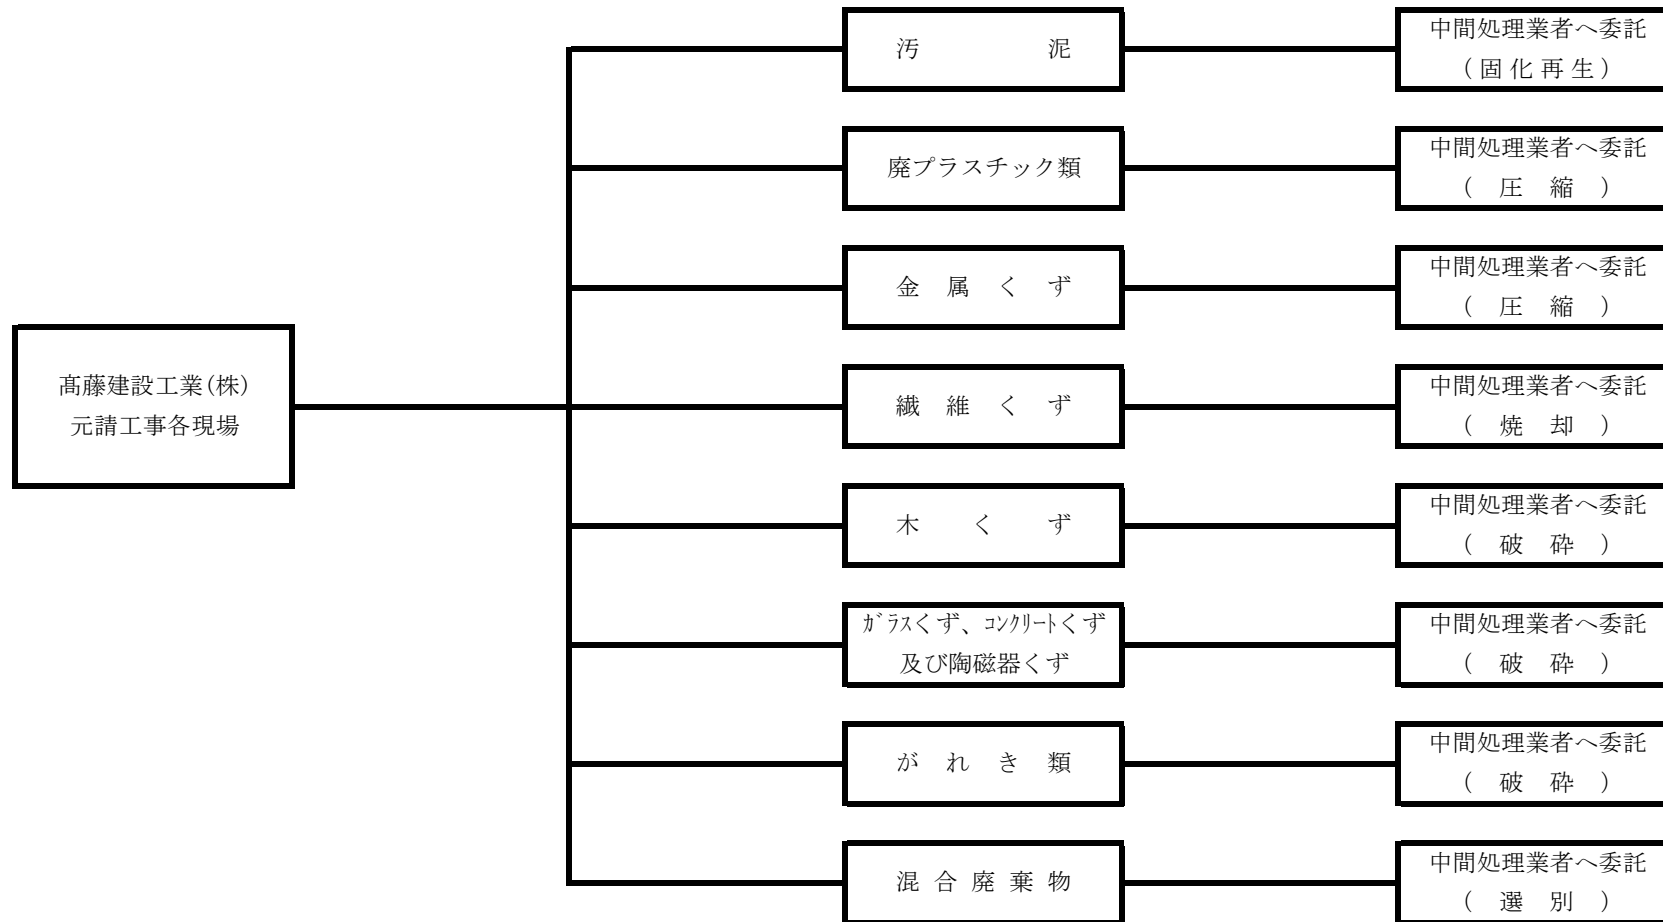 汚泥
中間処理業者へ委託
(固化再生)
廃プラスチック類
中間処理業者へ委託
(圧縮)
金属くず
中間処理業者へ委託
(圧縮)
髙藤建設工業(株)
元請工事各現場
繊維くず
中間処理業者へ委託
(焼却)
木くず
中間処理業者へ委託
(破砕)
ｶﾞﾗｽくず、ｺﾝｸﾘｰﾄくず
及び陶磁器くず
中間処理業者へ委託
(破砕)
がれき類
中間処理業者へ委託
(破砕)
混合廃棄物
中間処理業者へ委託
(選別)